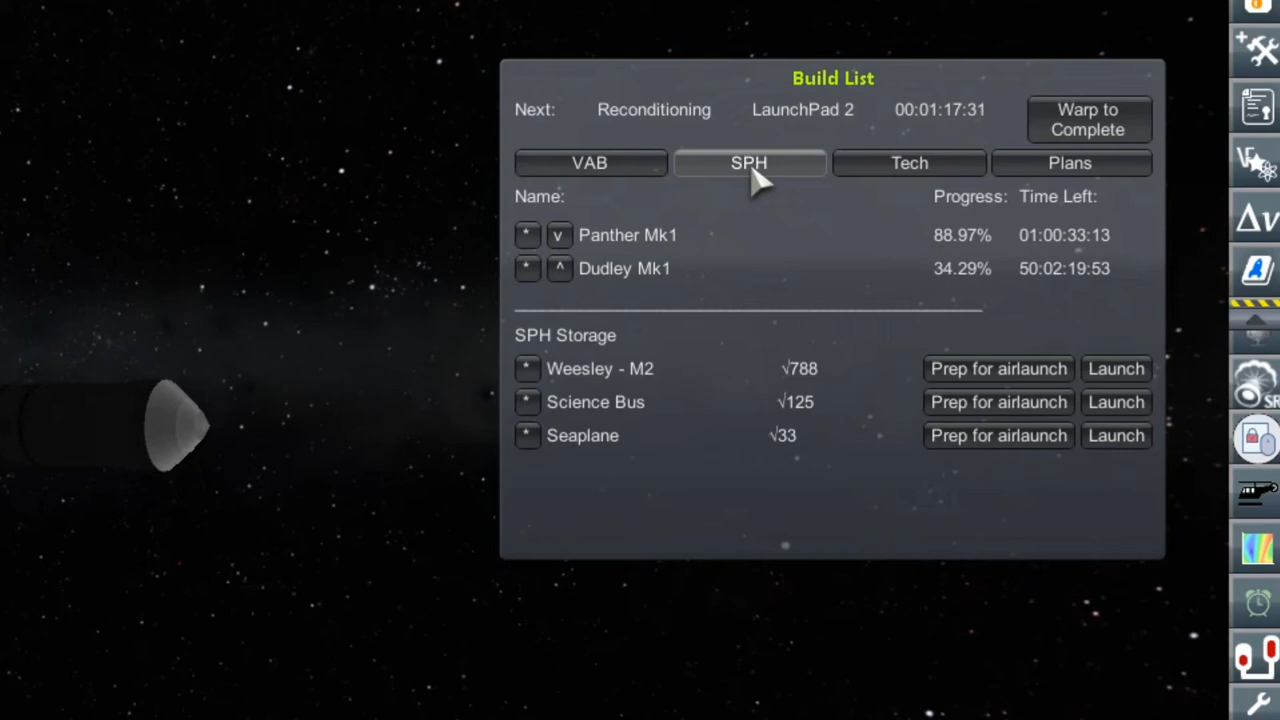 Build List
Next: Reconditioning LaunchPad 2 00:01:17:31 Warp to Complete
VAB SPH Tech Plans
Name: Progress: Time Left:
* v Panther Mk1 88.97% 01:00:33:13
* ^ Dudley Mk1 34.29% 50:02:19:53
SPH Storage
* Weesley - M2 √788 Prep for airlaunch Launch
* Science Bus √125 Prep for airlaunch Launch
* Seaplane √33 Prep for airlaunch Launch
Δv
SR